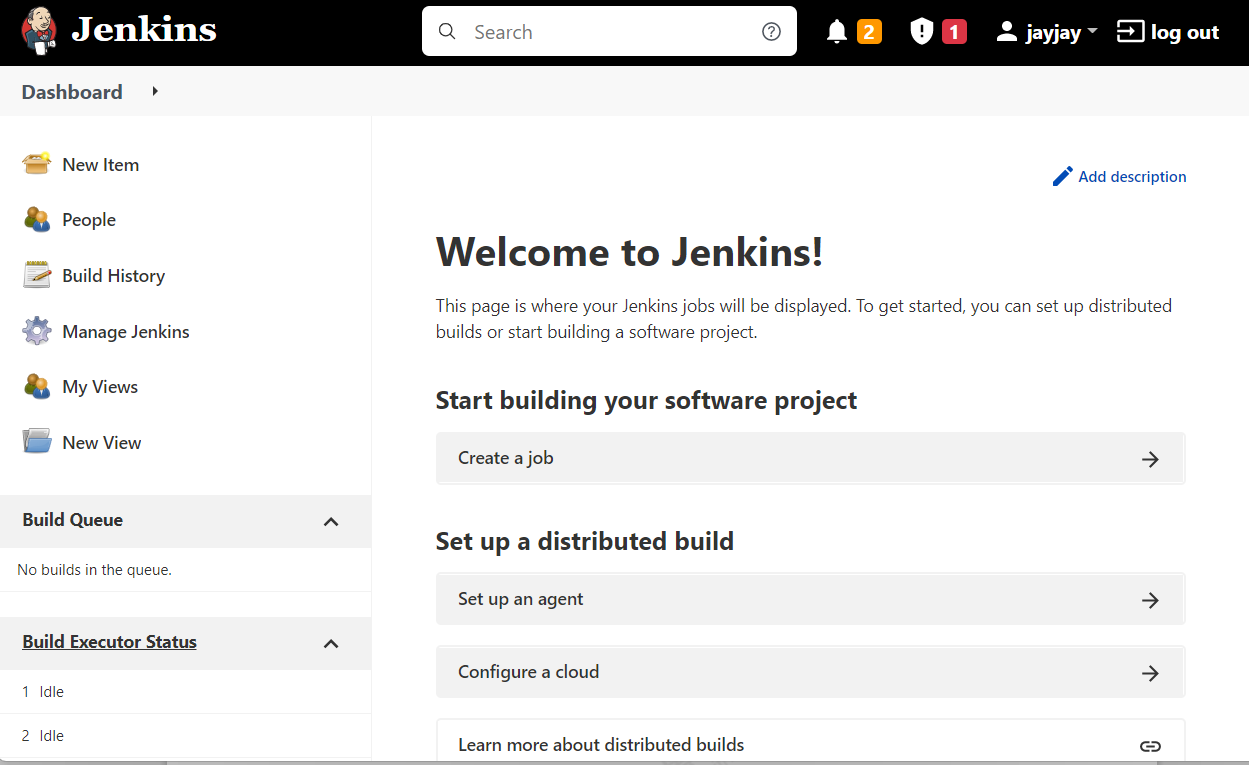 Jenkins
Search
2
1
jayjay
log out
Dashboard
New Item
People
Build History
Manage Jenkins
My Views
New View
Build Queue
No builds in the queue.
Build Executor Status
1 Idle
2 Idle
Add description
Welcome to Jenkins!
This page is where your Jenkins jobs will be displayed. To get started, you can set up distributed
builds or start building a software project.
Start building your software project
Create a job
Set up a distributed build
Set up an agent
Configure a cloud
Learn more about distributed builds